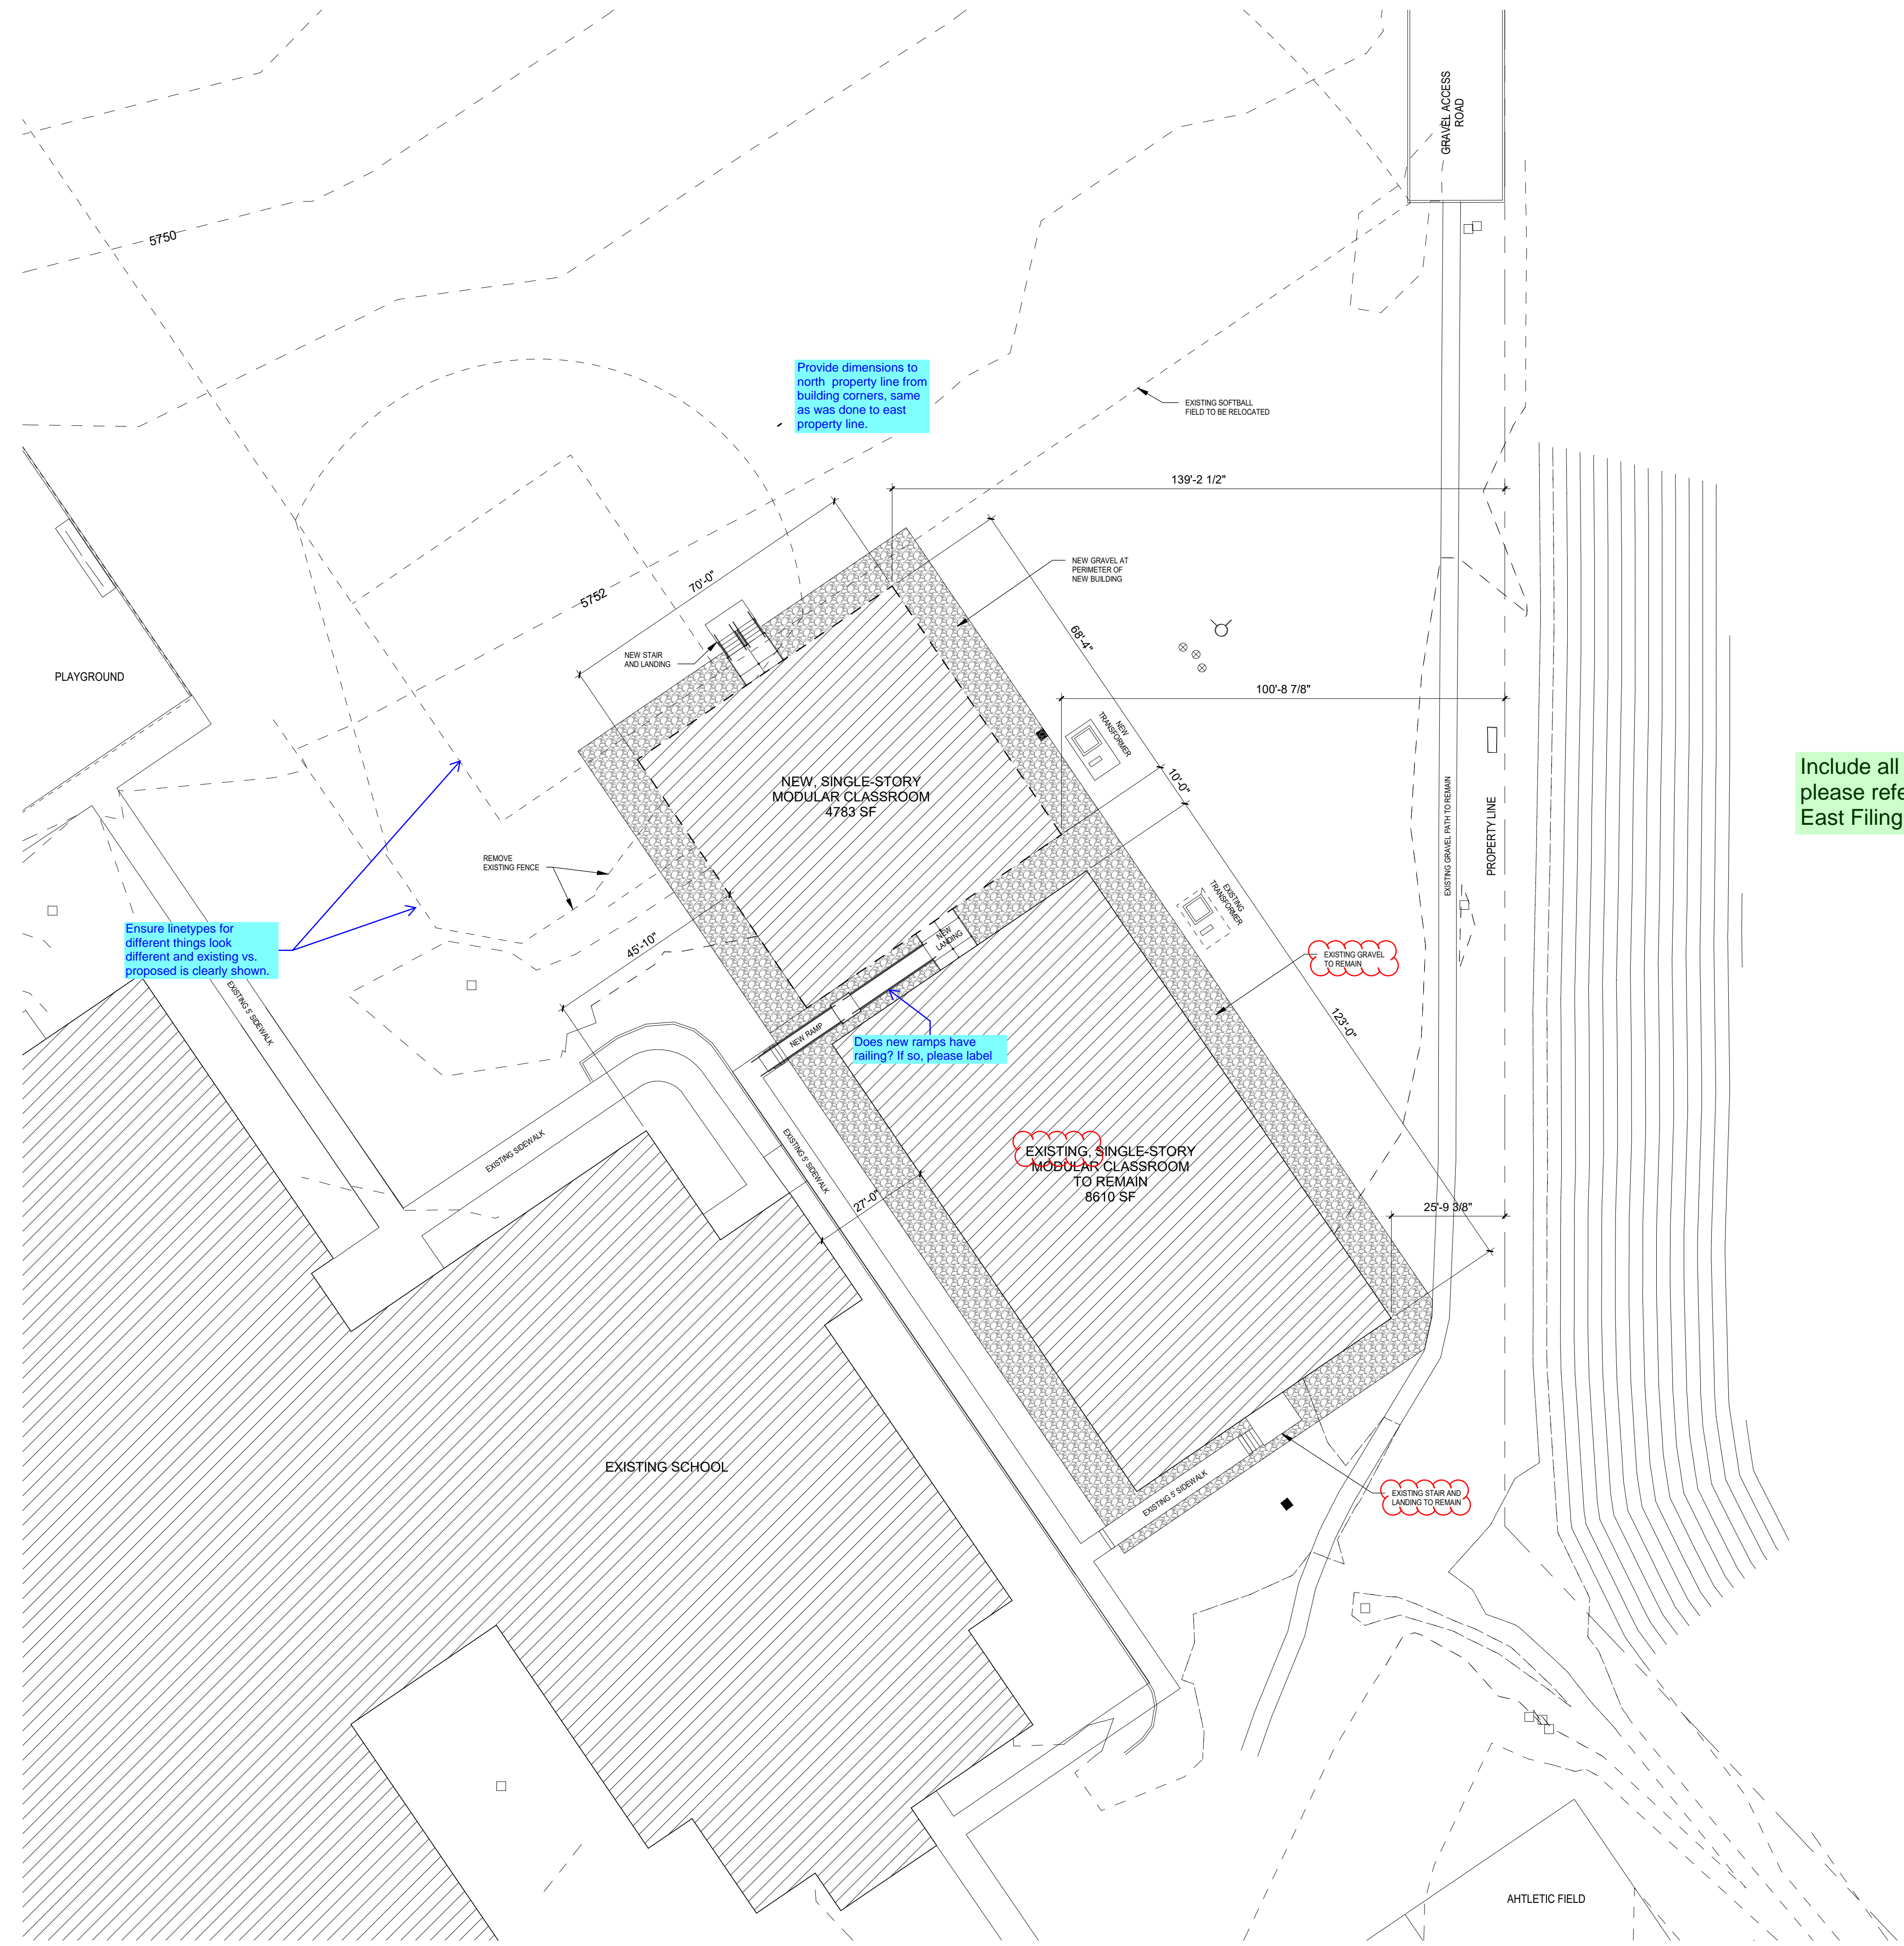 GRAVEL ACCESS
ROAD
5750
Provide dimensions to
north property line from
building corners, same
as was done to east
property line.
EXISTING SOFTBALL
FIELD TO BE RELOCATED
139'-2 1/2"
70'-0"
NEW GRAVEL AT
PERIMETER OF
NEW BUILDING
5752
68'-4"
NEW STAIR
AND LANDING
PLAYGROUND
100'-8 7/8"
NEW
TRANSFORMER
NEW, SINGLE-STORY
MODULAR CLASSROOM
4783 SF
10'-0"
Include all
please refe
East Filing
EXISTING GRAVEL PATH TO REMAIN
PROPERTY LINE
REMOVE
EXISTING FENCE
EXISTING
TRANSFORMER
45'-10"
NEW
LANDING
Ensure linetypes for
different things look
different and existing vs.
proposed is clearly shown.
EXISTING GRAVEL
TO REMAIN
EXISTING 5' SIDEWALK
NEW RAMP
123'-0"
Does new ramps have
railing? If so, please label
EXISTING SIDEWALK
EXISTING 5' SIDEWALK
EXISTING, SINGLE-STORY
MODULAR CLASSROOM
TO REMAIN
8610 SF
27'-0"
25'-9 3/8"
EXISTING SCHOOL
EXISTING 5' SIDEWALK
EXISTING STAIR AND
LANDING TO REMAIN
AHTLETIC FIELD